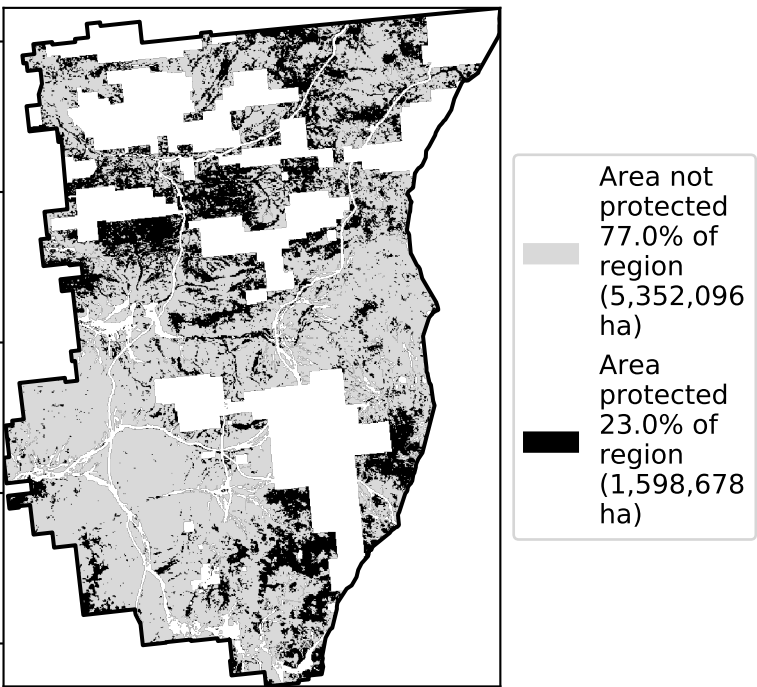 Area not
protected
77.0% of
region
(5,352,096
ha)
Area
protected
23.0% of
region
(1,598,678
ha)